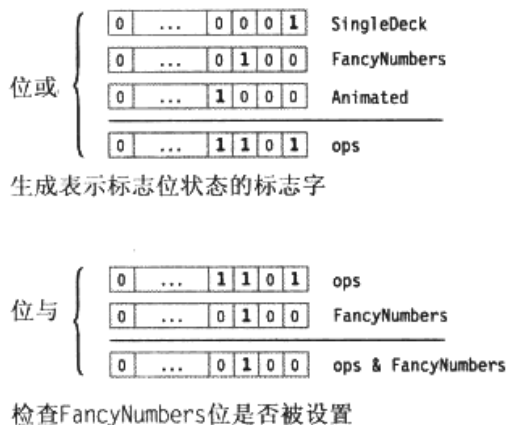 0 ... 0 0 0 1 SingleDeck
0 ... 0 1 0 0 FancyNumbers
位或
0 ... 1 0 0 0 Animated
0 ... 1 1 0 1 ops
生成表示标志位状态的标志字
0 ... 1 1 0 1 ops
位与
0 ... 0 1 0 0 FancyNumbers
0 ... 0 1 0 0 ops & FancyNumbers
检查FancyNumbers位是否被设置